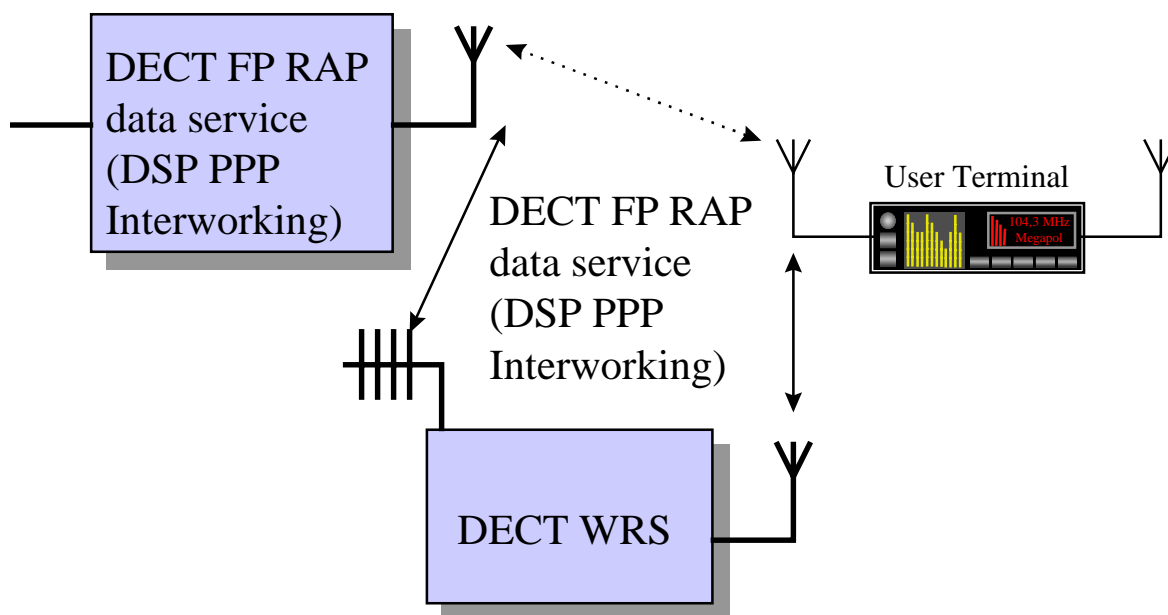 DECT FP RAP
data service
(DSP PPP
Interworking)
User Terminal
104,3 MHz
Megapol
DECT FP RAP
data service
(DSP PPP
Interworking)
DECT WRS